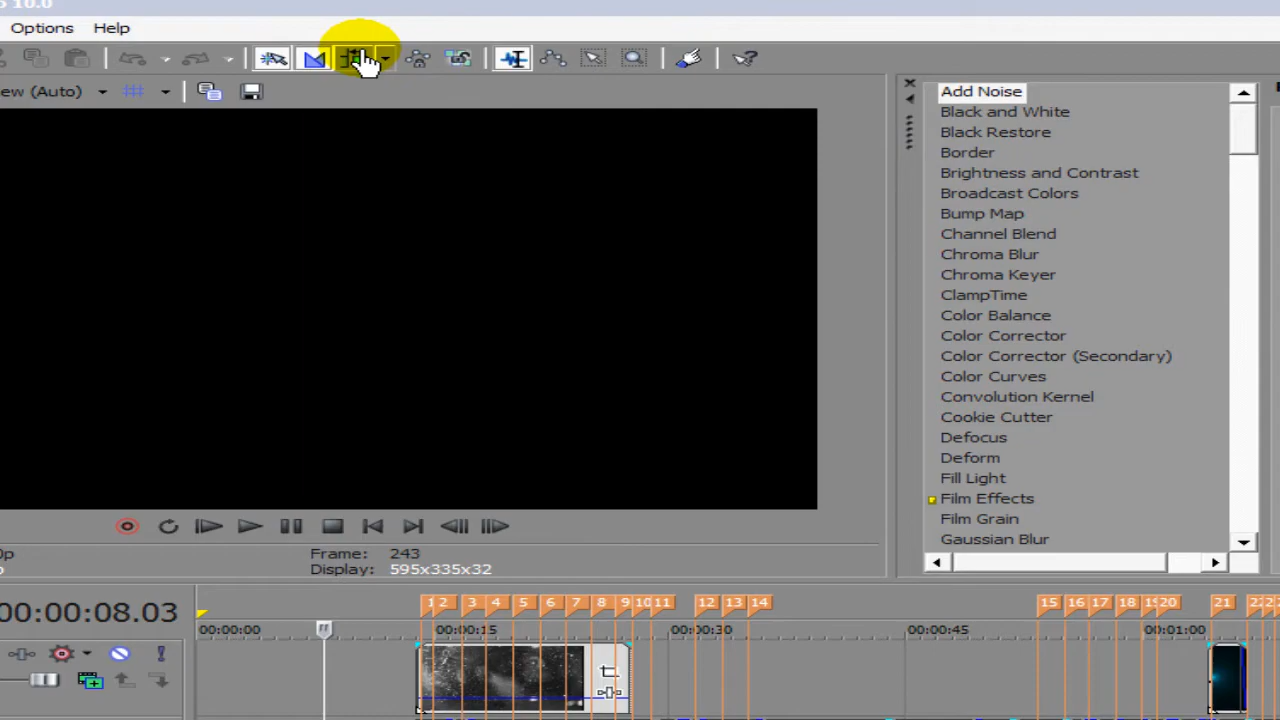 10.0
Options Help
ew (Auto)
Add Noise
Black and White
Black Restore
Border
Brightness and Contrast
Broadcast Colors
Bump Map
Channel Blend
Chroma Blur
Chroma Keyer
ClampTime
Color Balance
Color Corrector
Color Corrector (Secondary)
Color Curves
Convolution Kernel
Cookie Cutter
Defocus
Deform
Fill Light
Film Effects
Film Grain
Gaussian Blur
0p
Frame: 243
Display: 595x335x32
00:00:08.03
1 2 3 4 5 6 7 8 9 10 11 12 13 14 15 16 17 18 19 20 21
00:00:00 00:00:15 00:00:30 00:00:45 00:01:00